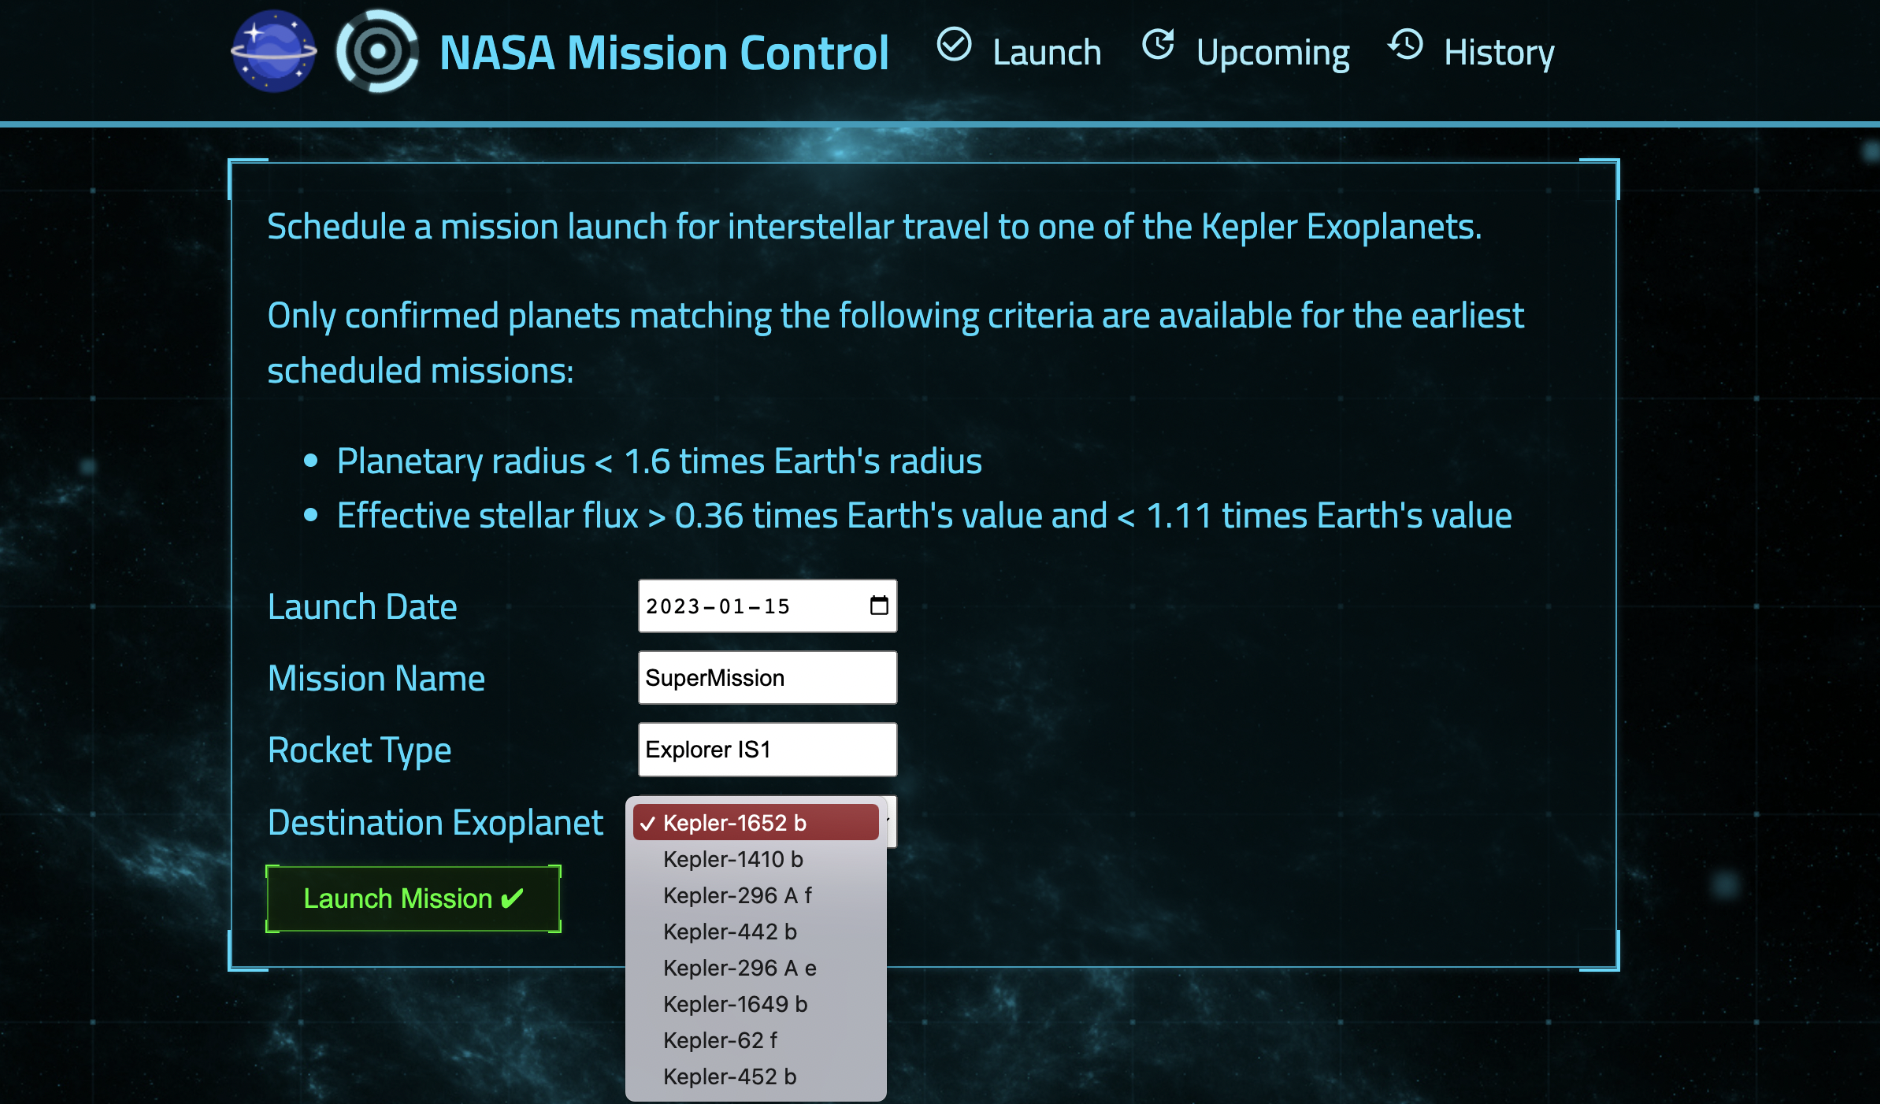 NASA Mission Control
Launch
Upcoming
History
Schedule a mission launch for interstellar travel to one of the Kepler Exoplanets.
Only confirmed planets matching the following criteria are available for the earliest
scheduled missions:
• Planetary radius < 1.6 times Earth's radius
• Effective stellar flux > 0.36 times Earth's value and < 1.11 times Earth's value
Launch Date 2023-01-15
Mission Name SuperMission
Rocket Type Explorer IS1
Destination Exoplanet ✓ Kepler-1652 b
Kepler-1410 b
Kepler-296 A f
Kepler-442 b
Kepler-296 A e
Kepler-1649 b
Kepler-62 f
Kepler-452 b
Launch Mission ✔